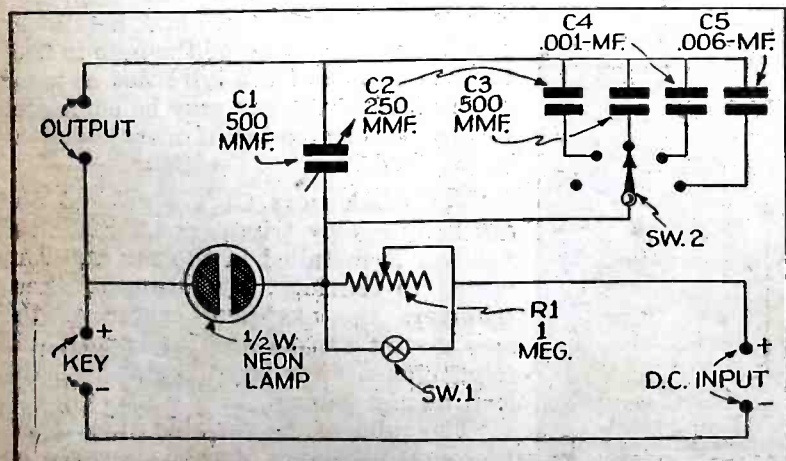 C4
.001-MF.
C5
.006-MF.
C1
500
MMF.
C2
250
MMF.
C3
500
MMF.
OUTPUT
SW.2
+
KEY
-
1/2 W.
NEON
LAMP
R1
1
MEG.
SW.1
+
D.C. INPUT
-